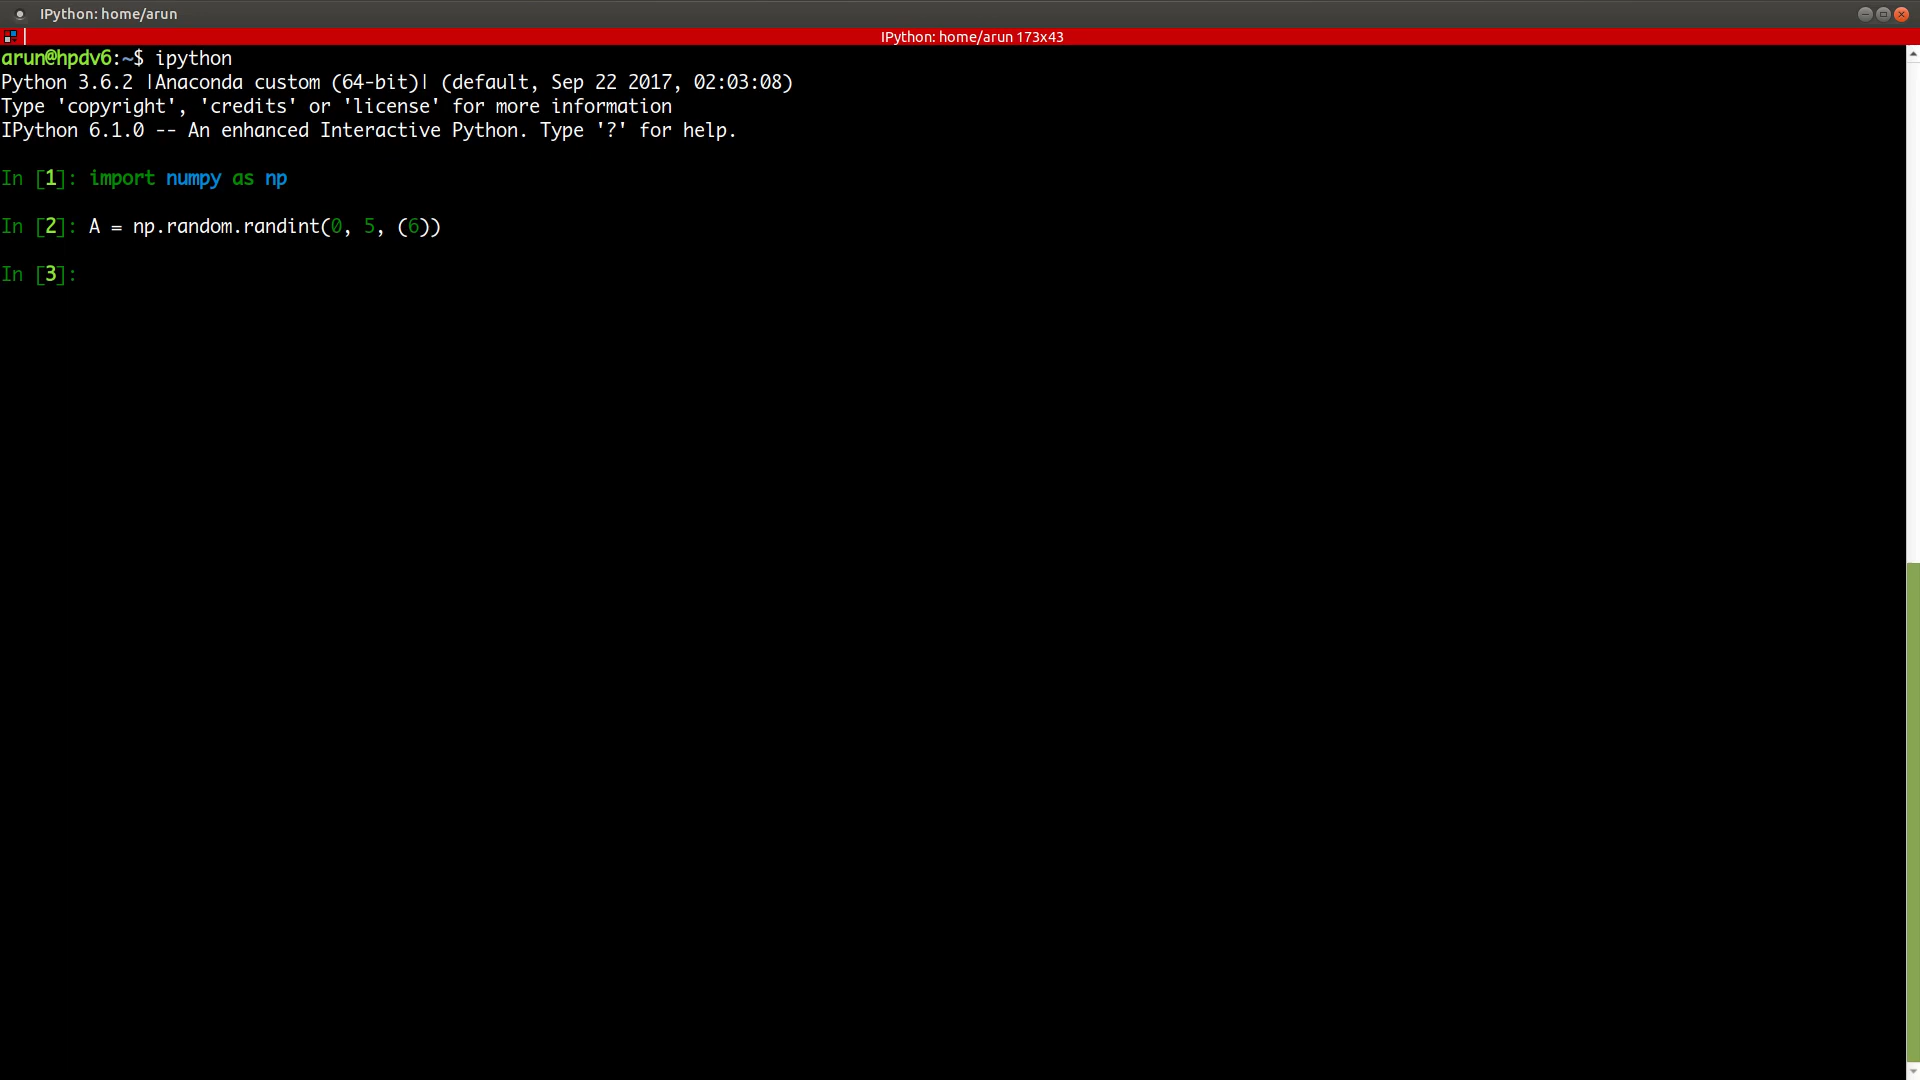 IPython: home/arun
IPython: home/arun 173x43
arun@hpdv6:~$ ipython
Python 3.6.2 |Anaconda custom (64-bit)| (default, Sep 22 2017, 02:03:08)
Type 'copyright', 'credits' or 'license' for more information
IPython 6.1.0 -- An enhanced Interactive Python. Type '?' for help.
In [1]: import numpy as np
In [2]: A = np.random.randint(0, 5, (6))
In [3]: